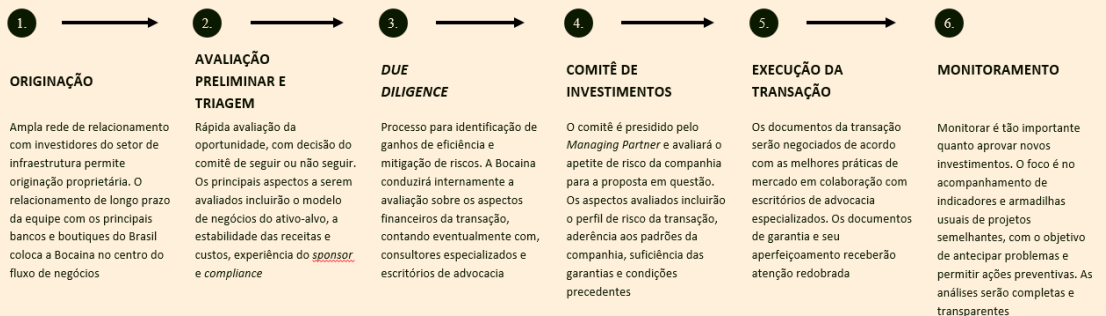 1.
ORIGINAÇÃO
Ampla rede de relacionamento
com investidores do setor de
infraestrutura permite
originação proprietária. O
relacionamento de longo prazo
da equipe com os principais
bancos e boutiques do Brasil
coloca a Bocaina no centro do
fluxo de negócios
2.
AVALIAÇÃO
PRELIMINAR E
TRIAGEM
Rápida avaliação da
oportunidade, com decisão do
comitê de seguir ou não seguir.
Os principais aspectos a serem
avaliados incluirão o modelo
de negócios do ativo-alvo, a
estabilidade das receitas e
custos, experiência do sponsor
e compliance
3.
DUE
DILIGENCE
Processo para identificação de
ganhos de eficiência e
mitigação de riscos. A Bocaina
conduzirá internamente a
avaliação sobre os aspectos
financeiros da transação,
contando eventualmente com,
consultores especializados e
escritórios de advocacia
4.
COMITÊ DE
INVESTIMENTOS
O comitê é presidido pelo
Managing Partner e avaliará o
apetite de risco da companhia
para a proposta em questão.
Os aspectos avaliados incluirão
o perfil de risco da transação,
aderência aos padrões da
companhia, suficiência das
garantias e condições
precedentes
5.
EXECUÇÃO DA
TRANSAÇÃO
Os documentos da transação
serão negociados de acordo
com as melhores práticas de
mercado em colaboração com
escritórios de advocacia
especializados. Os documentos
de garantia e seu
aperfeiçoamento receberão
atenção redobrada
6.
MONITORAMENTO
Monitorar é tão importante
quanto aprovar novos
investimentos. O foco é no
acompanhamento de
indicadores e armadilhas
usuais de projetos
semelhantes, com o objetivo
de antecipar problemas e
permitir ações preventivas. As
análises serão completas e
transparentes